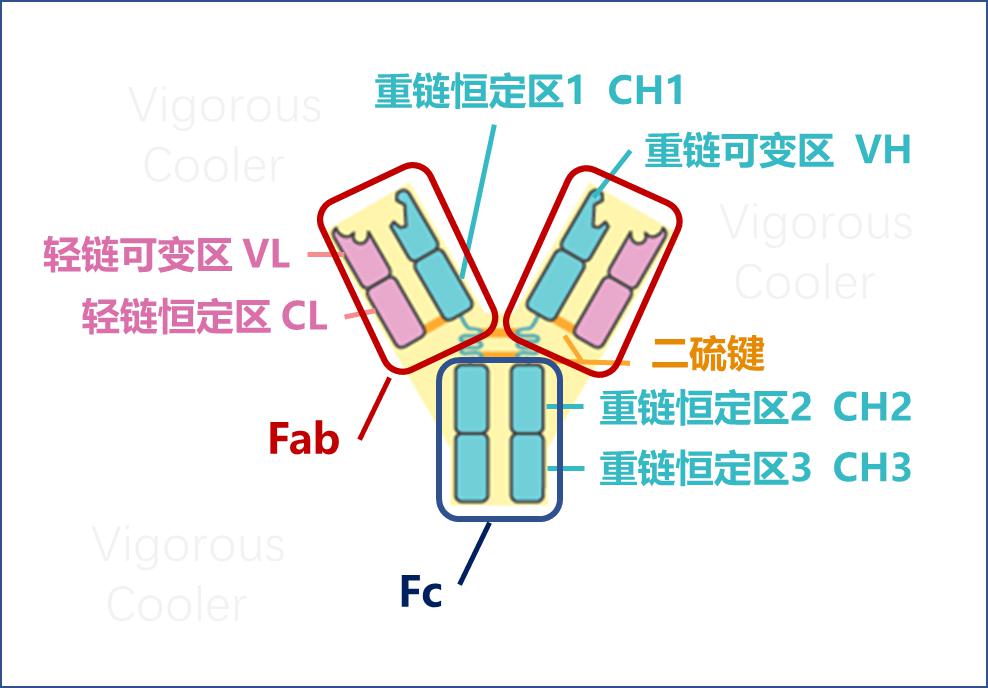 重链恒定区1 CH1
Vigorous
Cooler
重链可变区 VH
Vigorous
Cooler
轻链可变区 VL
轻链恒定区 CL
二硫键
重链恒定区2 CH2
Fab
重链恒定区3 CH3
Vigorous
Cooler
Fc